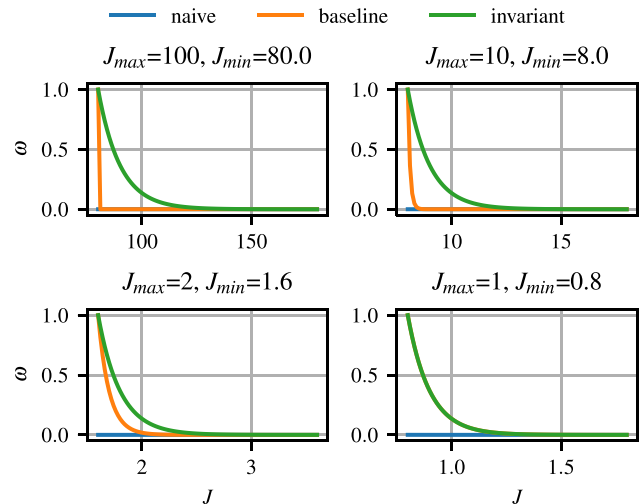 naive baseline invariant
J_max=100, J_min=80.0
J_max=10, J_min=8.0
1.0
0.5
0.0
ω
100 150
1.0
0.5
0.0
10 15
J_max=2, J_min=1.6
J_max=1, J_min=0.8
1.0
0.5
0.0
ω
2 3
J
1.0
0.5
0.0
1.0 1.5
J